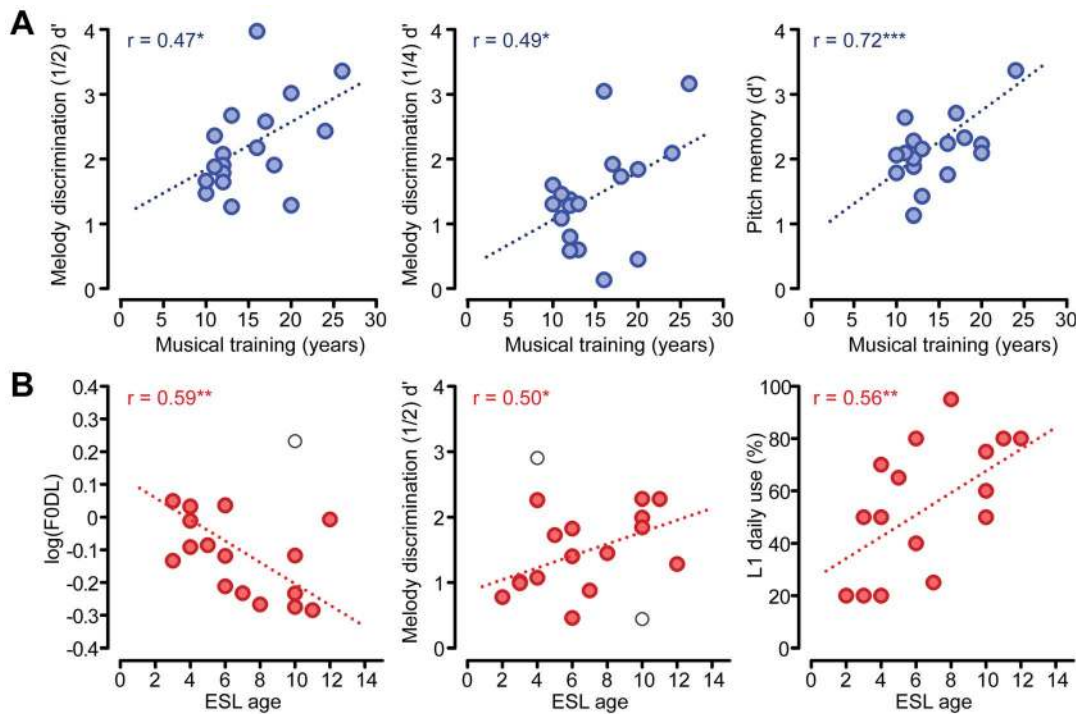 A
r = 0.47*
Melody discrimination (1/2) d'
4
3
2
1
0
0 5 10 15 20 25 30
Musical training (years)
r = 0.49*
Melody discrimination (1/4) d'
4
3
2
1
0
0 5 10 15 20 25 30
Musical training (years)
r = 0.72***
Pitch memory (d')
4
3
2
1
0
0 5 10 15 20 25 30
Musical training (years)
B
r = 0.59**
log(F0DL)
0.4
0.3
0.2
0.1
0
-0.1
-0.2
-0.3
-0.4
0 2 4 6 8 10 12 14
ESL age
r = 0.50*
Melody discrimination (1/2) d'
4
3
2
1
0
0 2 4 6 8 10 12 14
ESL age
r = 0.56**
L1 daily use (%)
100
80
60
40
20
0
0 2 4 6 8 10 12 14
ESL age